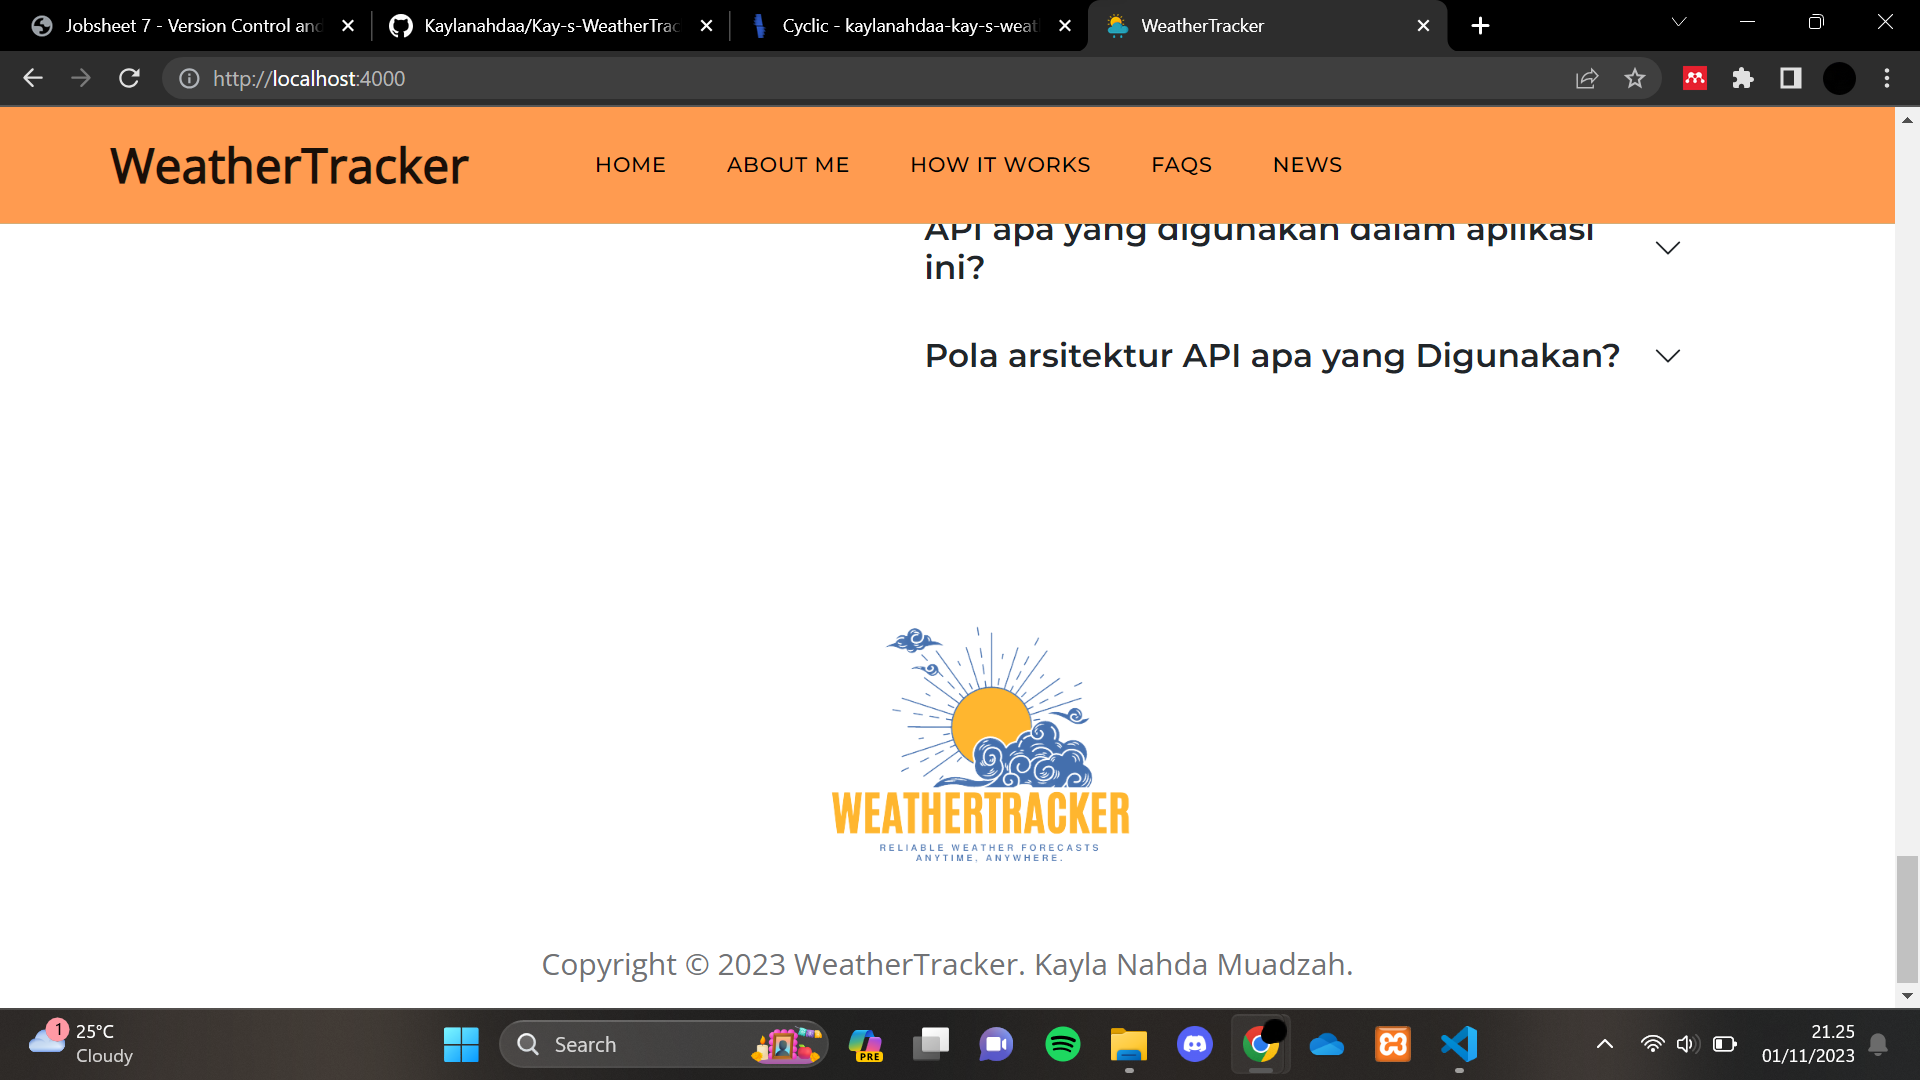 Jobsheet 7 - Version Control and
Kaylanahdaa/Kay-s-WeatherTrac
Cyclic - kaylanahdaa-kay-s-weat
WeatherTracker
http://localhost:4000
WeatherTracker
HOME
ABOUT ME
HOW IT WORKS
FAQS
NEWS
API apa yang digunakan dalam aplikasi
ini?
Pola arsitektur API apa yang Digunakan?
WEATHERTRACKER
RELIABLE WEATHER FORECASTS
ANYTIME, ANYWHERE.
Copyright © 2023 WeatherTracker. Kayla Nahda Muadzah.
1
25°C
Cloudy
Search
PRE
21.25
01/11/2023